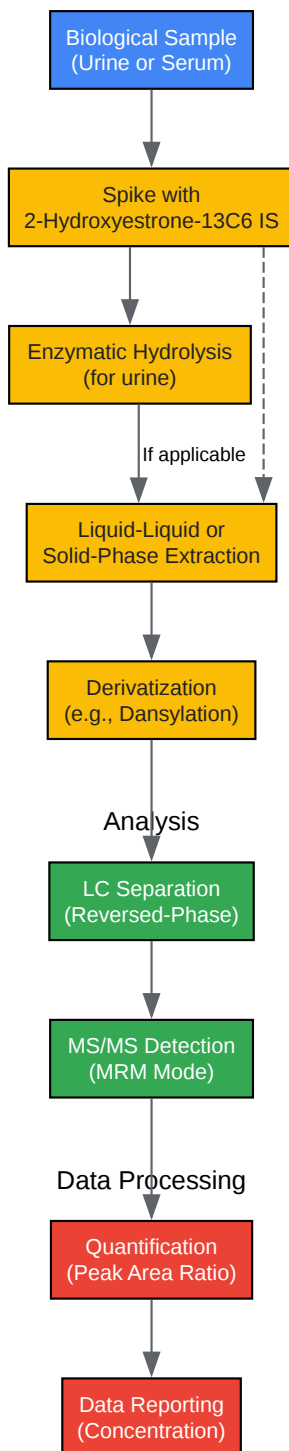 Biological Sample
(Urine or Serum)
Spike with
2-Hydroxyestrone-13C6 IS
Enzymatic Hydrolysis
(for urine)
If applicable
Liquid-Liquid or
Solid-Phase Extraction
Derivatization
(e.g., Dansylation)
Analysis
LC Separation
(Reversed-Phase)
MS/MS Detection
(MRM Mode)
Data Processing
Quantification
(Peak Area Ratio)
Data Reporting
(Concentration)